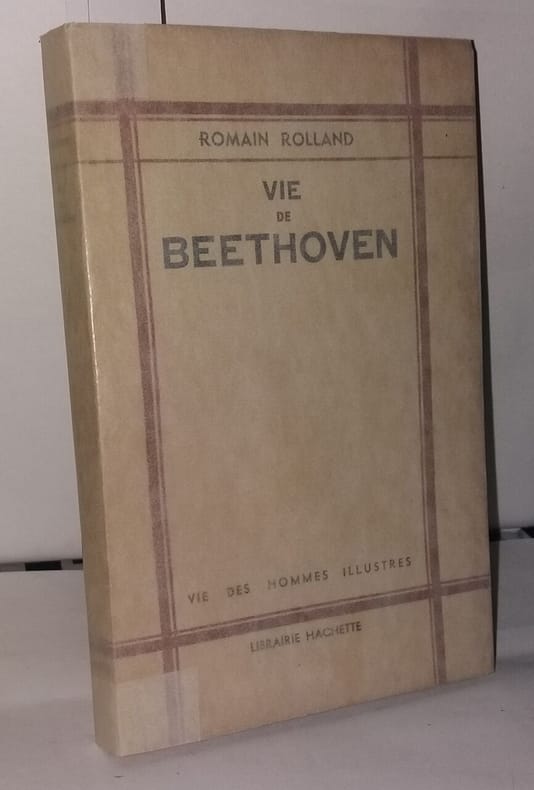 ROMAIN ROLLAND
VIE
DE
BEETHOVEN
VIE DES HOMMES ILLUSTRES
LIBRAIRIE HACHETTE